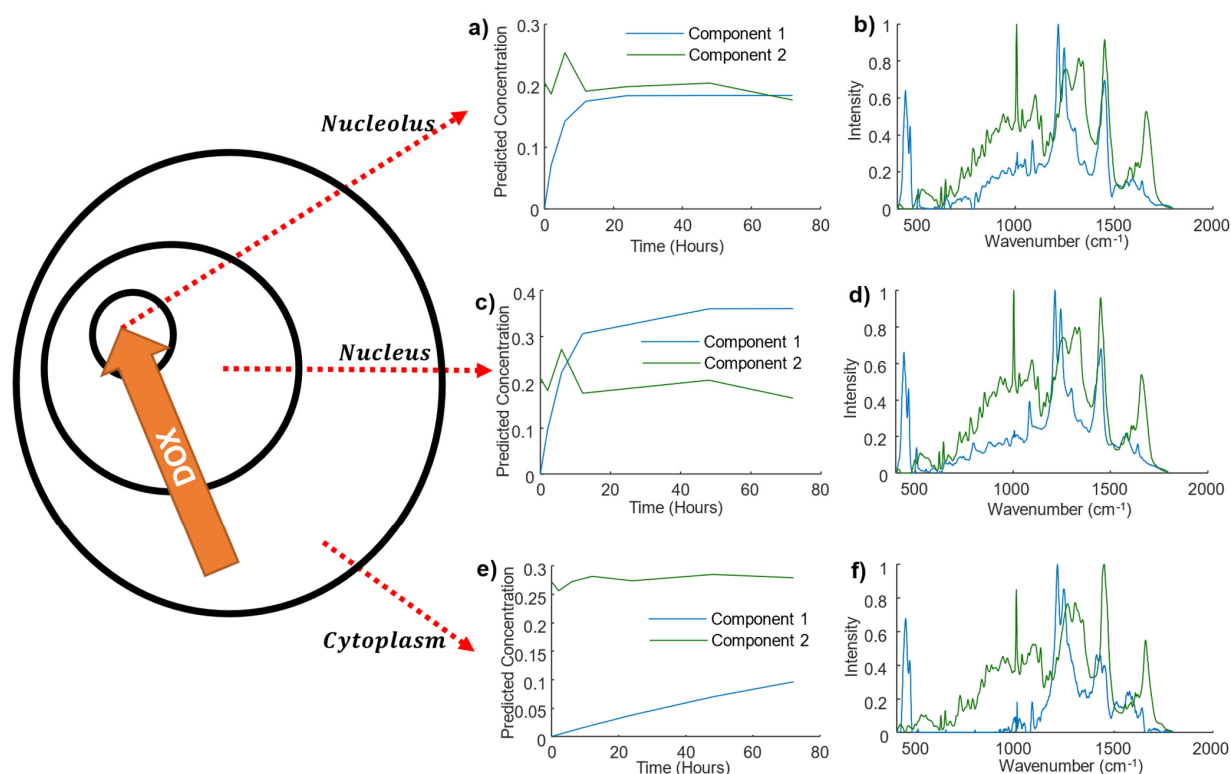 a)
Predicted Concentration
0.3
0.2
0.1
0
0
20
40
60
80
Time (Hours)
Component 1
Component 2
b)
Intensity
1
0.8
0.6
0.4
0.2
0
500
1000
1500
2000
Wavenumber (cm⁻¹)
Nucleolus
c)
Predicted Concentration
0.4
0.3
0.2
0.1
0
0
20
40
60
80
Time (Hours)
Component 1
Component 2
d)
Intensity
1
0.8
0.6
0.4
0.2
0
500
1000
1500
2000
Wavenumber (cm⁻¹)
Nucleus
DOX
e)
Predicted Concentration
0.3
0.25
0.2
0.15
0.1
0.05
0
0
20
40
60
80
Time (Hours)
Component 1
Component 2
f)
Intensity
1
0.8
0.6
0.4
0.2
0
500
1000
1500
2000
Wavenumber (cm⁻¹)
Cytoplasm